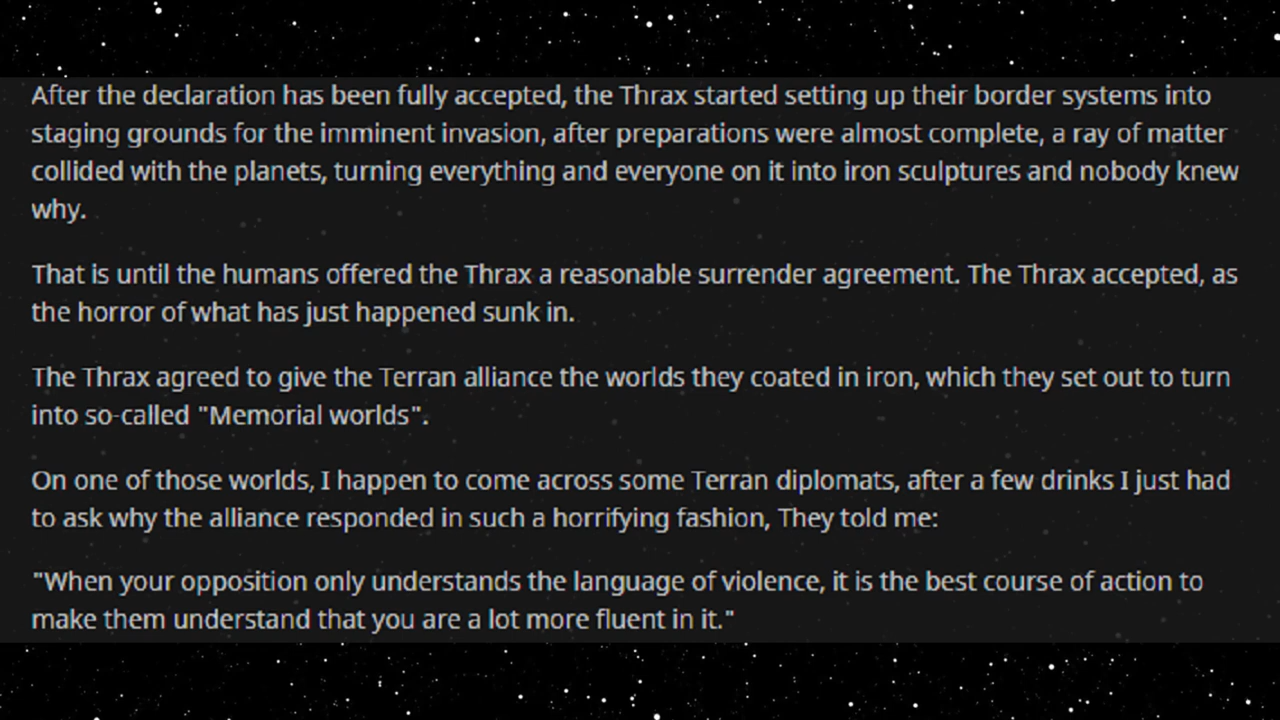 After the declaration has been fully accepted, the Thrax started setting up their border systems into
staging grounds for the imminent invasion, after preparations were almost complete, a ray of matter
collided with the planets, turning everything and everyone on it into iron sculptures and nobody knew
why.
That is until the humans offered the Thrax a reasonable surrender agreement. The Thrax accepted, as
the horror of what has just happened sunk in.
The Thrax agreed to give the Terran alliance the worlds they coated in iron, which they set out to turn
into so-called "Memorial worlds".
On one of those worlds, I happen to come across some Terran diplomats, after a few drinks I just had
to ask why the alliance responded in such a horrifying fashion, They told me:
"When your opposition only understands the language of violence, it is the best course of action to
make them understand that you are a lot more fluent in it."